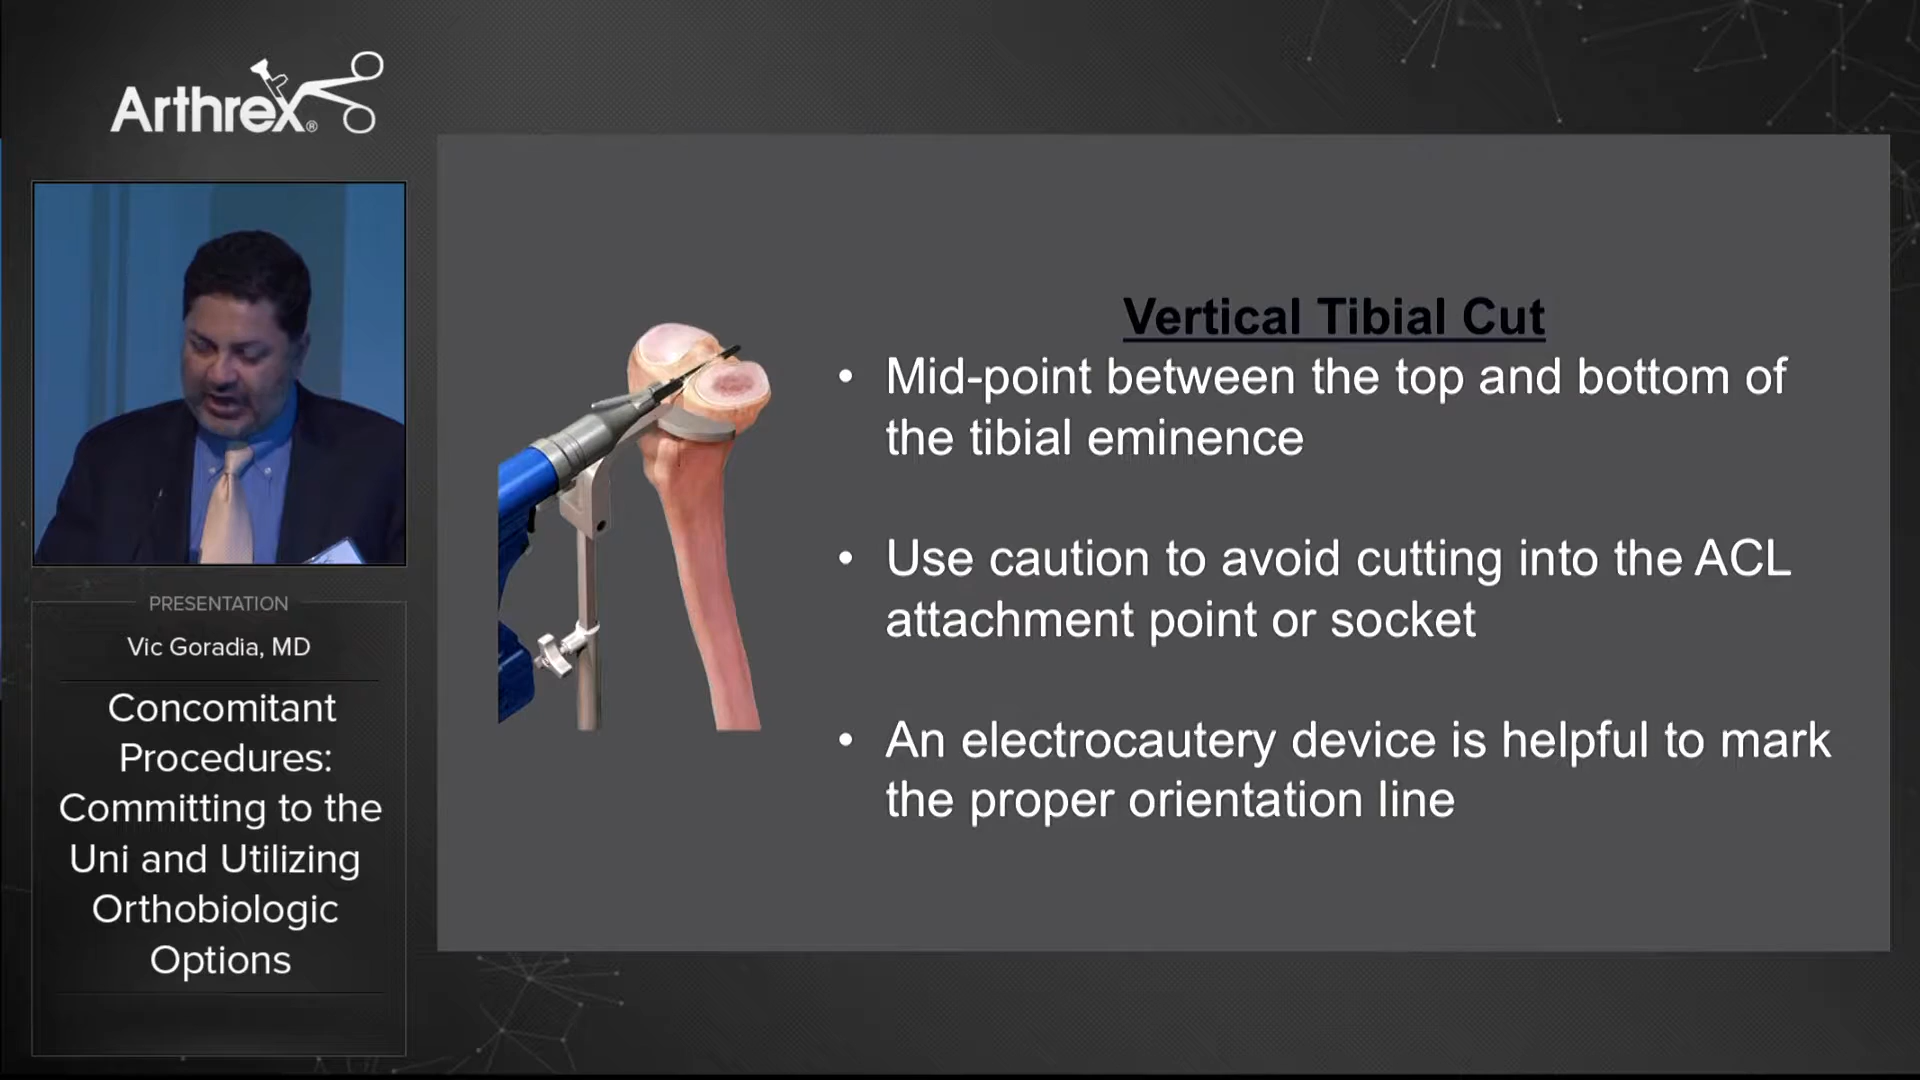 Arthrex®
PRESENTATION
Vic Goradia, MD
Concomitant
Procedures:
Committing to the
Uni and Utilizing
Orthobiologic
Options
Vertical Tibial Cut
• Mid-point between the top and bottom of
the tibial eminence
• Use caution to avoid cutting into the ACL
attachment point or socket
• An electrocautery device is helpful to mark
the proper orientation line